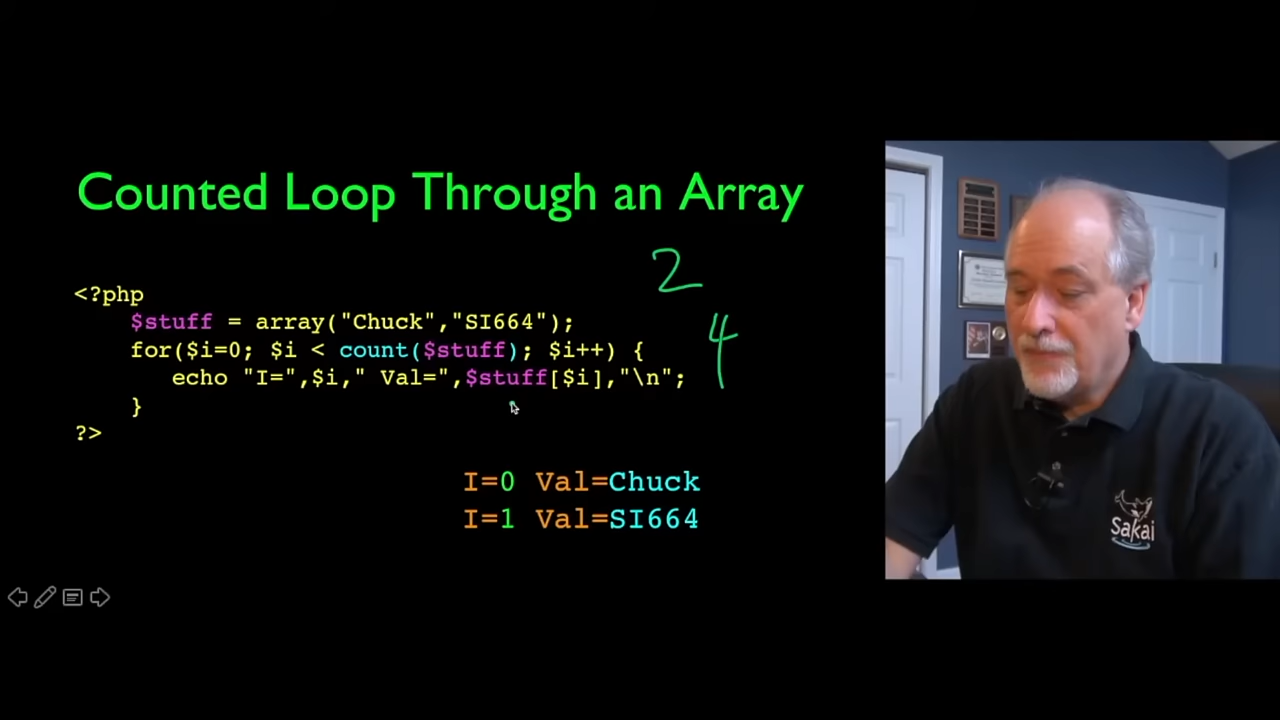 Counted Loop Through an Array
2
4
<?php
$stuff = array("Chuck","SI664");
for($i=0; $i < count($stuff); $i++) {
echo "I=",$i," Val=",$stuff[$i],"\n";
}
?>
I=0 Val=Chuck
I=1 Val=SI664
Sakai